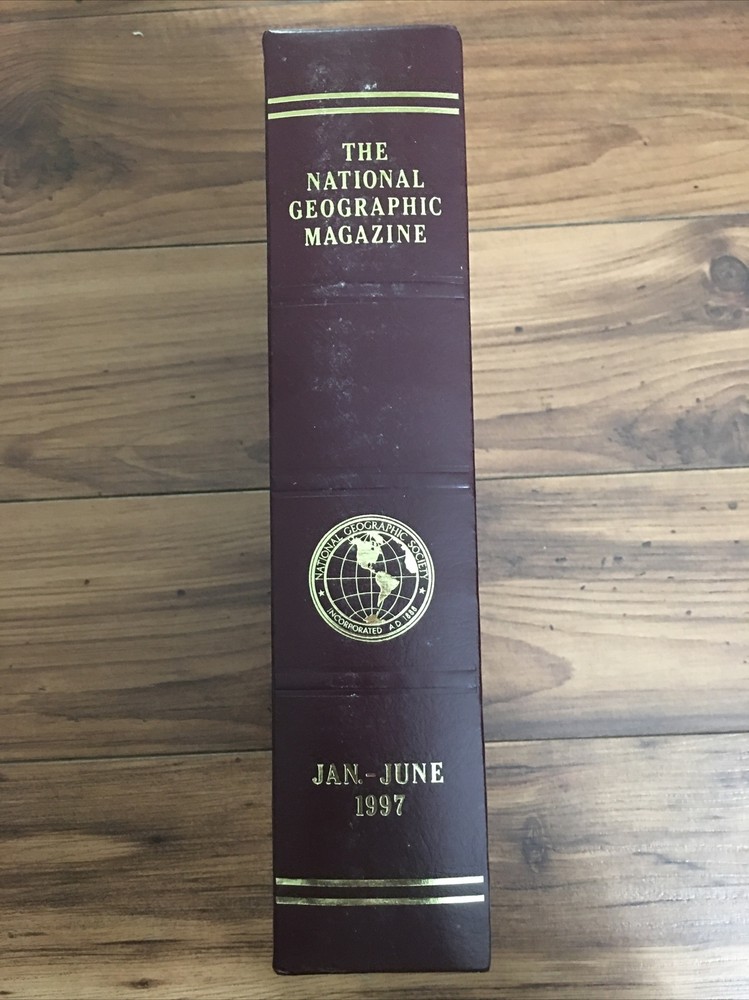 THE
NATIONAL
GEOGRAPHIC
MAGAZINE
NATIONAL GEOGRAPHIC SOCIETY
INCORPORATED A.D. 1888
JAN.-JUNE
1997